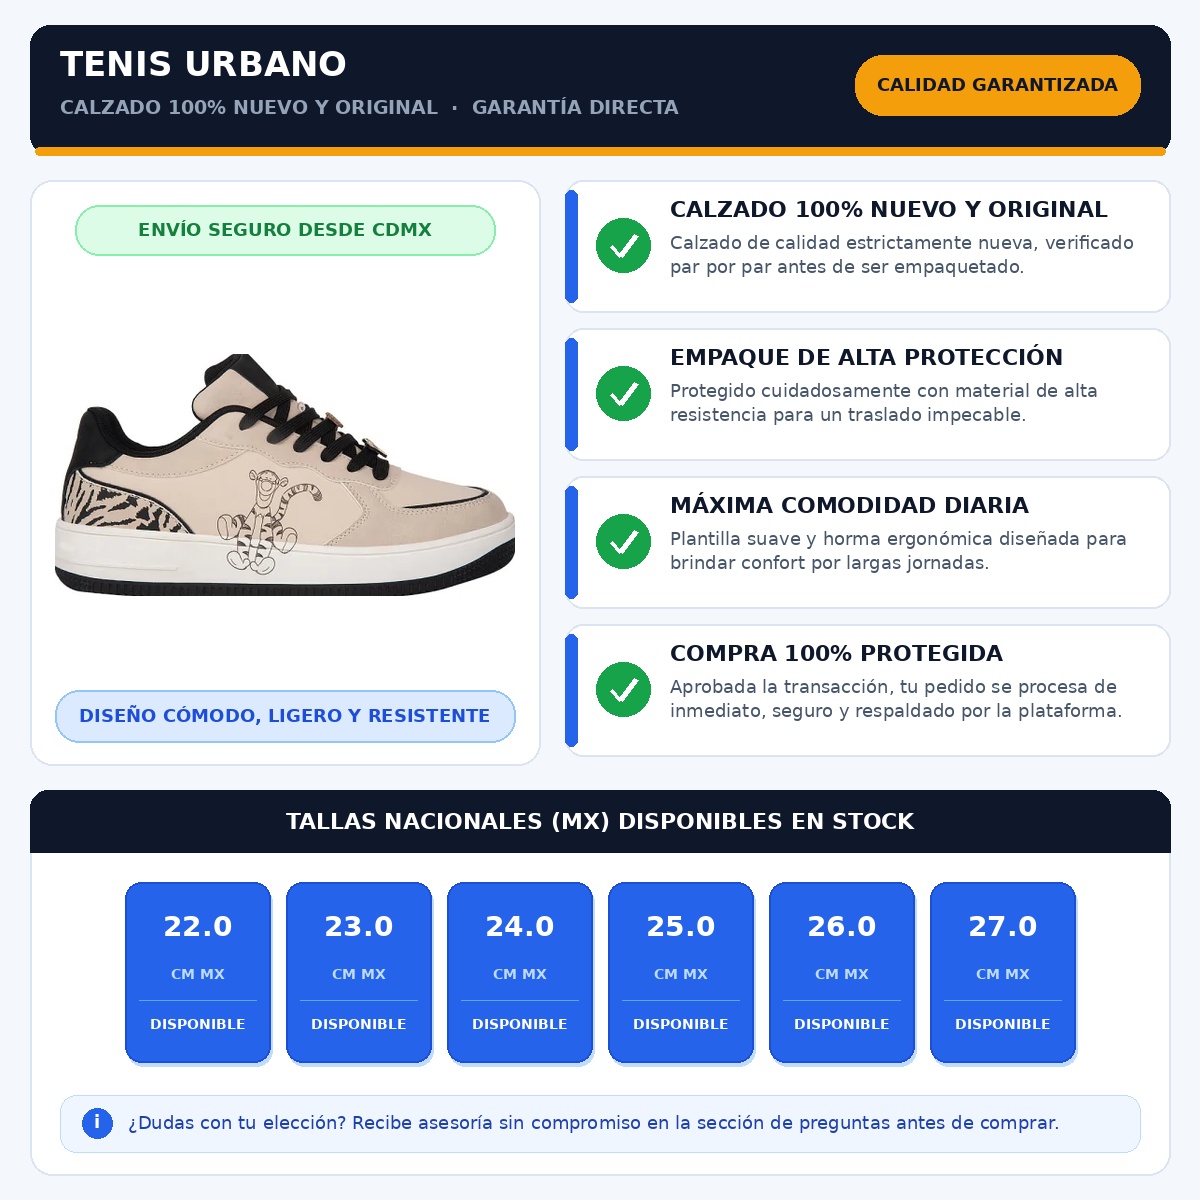 TENIS URBANO
CALZADO 100% NUEVO Y ORIGINAL · GARANTÍA DIRECTA
CALIDAD GARANTIZADA
ENVÍO SEGURO DESDE CDMX
DISEÑO CÓMODO, LIGERO Y RESISTENTE
CALZADO 100% NUEVO Y ORIGINAL
Calzado de calidad estrictamente nueva, verificado
par por par antes de ser empaquetado.
EMPAQUE DE ALTA PROTECCIÓN
Protegido cuidadosamente con material de alta
resistencia para un traslado impecable.
MÁXIMA COMODIDAD DIARIA
Plantilla suave y horma ergonómica diseñada para
brindar confort por largas jornadas.
COMPRA 100% PROTEGIDA
Aprobada la transacción, tu pedido se procesa de
inmediato, seguro y respaldado por la plataforma.
TALLAS NACIONALES (MX) DISPONIBLES EN STOCK
22.0 23.0 24.0 25.0 26.0 27.0
CM MX CM MX CM MX CM MX CM MX CM MX
DISPONIBLE DISPONIBLE DISPONIBLE DISPONIBLE DISPONIBLE DISPONIBLE
i ¿Dudas con tu elección? Recibe asesoría sin compromiso en la sección de preguntas antes de comprar.